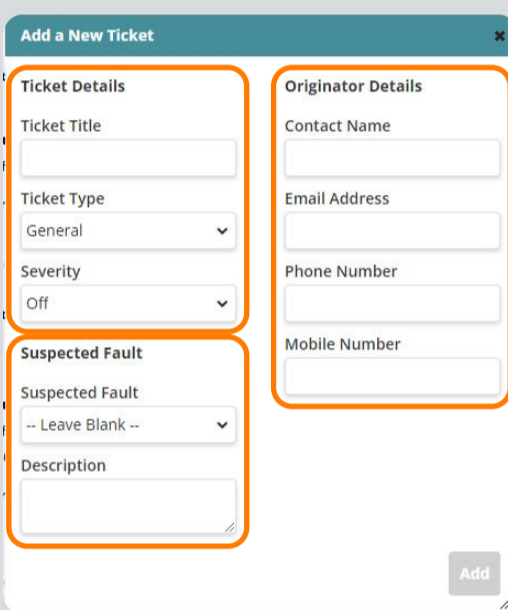 Add a New Ticket
Ticket Details
Ticket Title
Ticket Type
General
Severity
Off
Suspected Fault
Suspected Fault
-- Leave Blank --
Description
Originator Details
Contact Name
Email Address
Phone Number
Mobile Number
Add